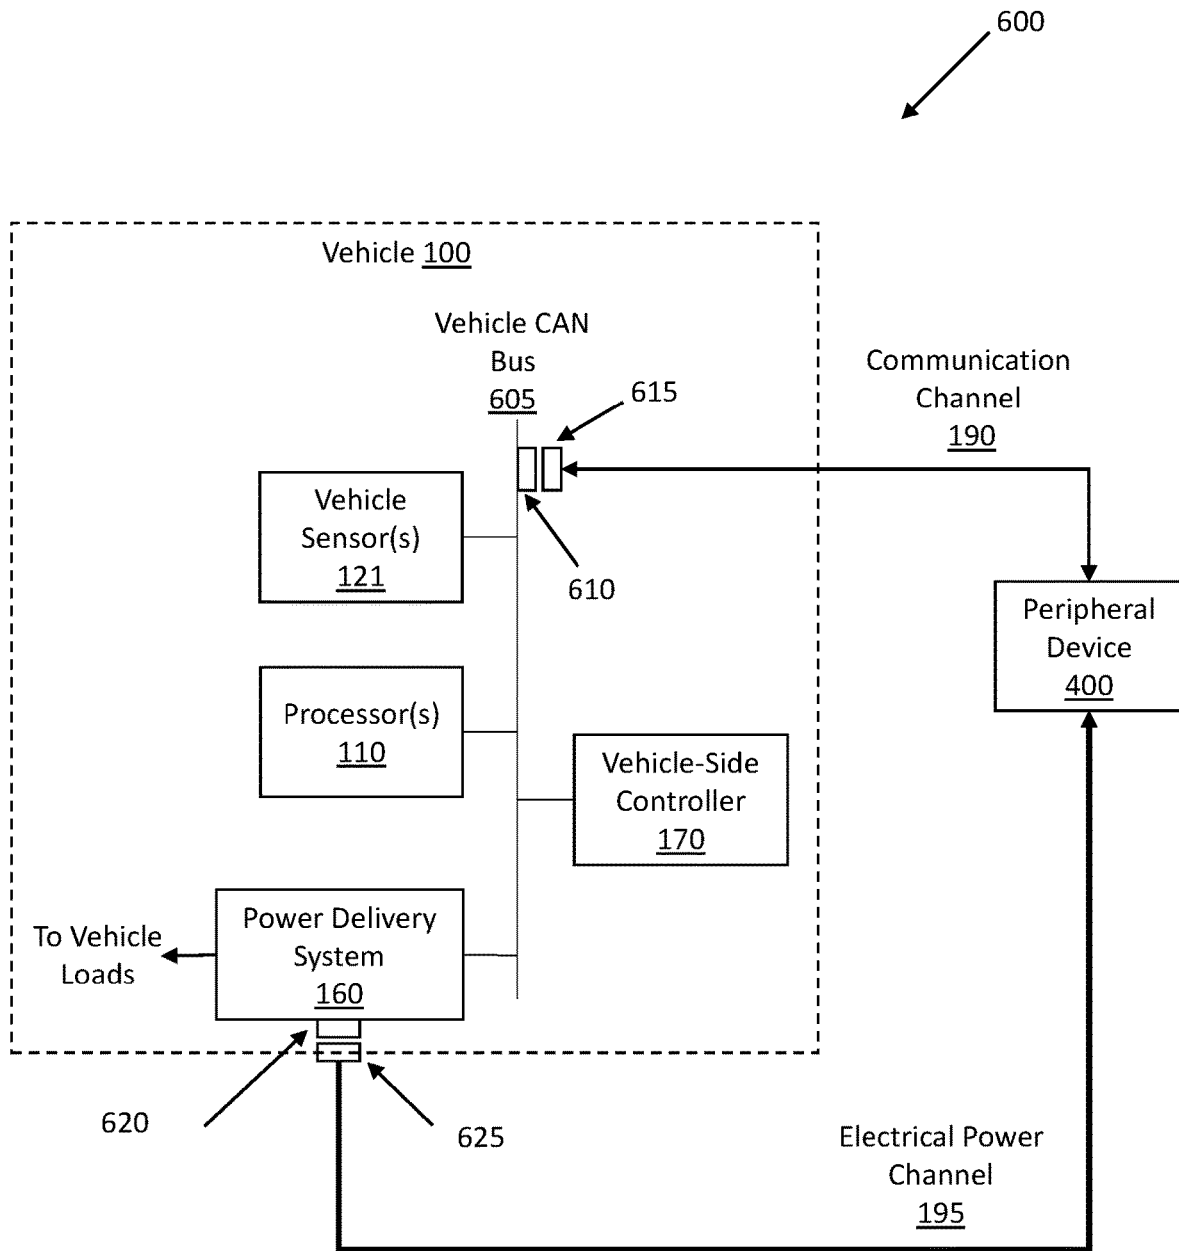 600
Vehicle 100
Vehicle CAN
Bus
605
615
Communication
Channel
190
Vehicle
Sensor(s)
121
610
Peripheral
Device
400
Processor(s)
110
Vehicle-Side
Controller
170
To Vehicle
Loads
Power Delivery
System
160
620
625
Electrical Power
Channel
195